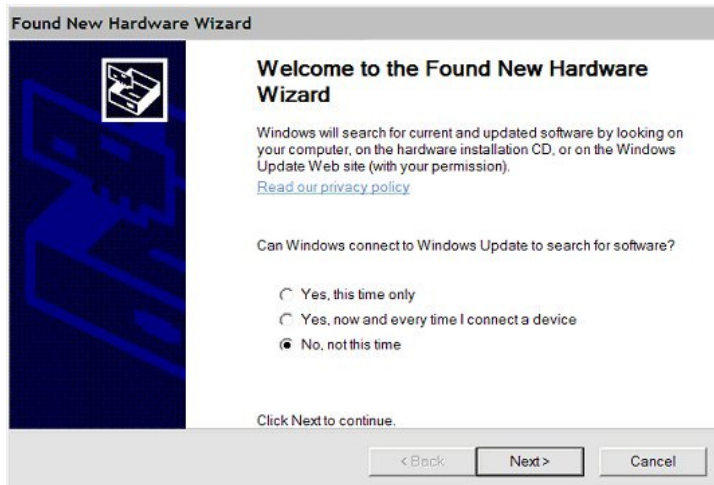 Found New Hardware Wizard
Welcome to the Found New Hardware
Wizard
Windows will search for current and updated software by looking on
your computer, on the hardware installation CD, or on the Windows
Update Web site (with your permission).
Read our privacy policy
Can Windows connect to Windows Update to search for software?
Yes, this time only
Yes, now and every time I connect a device
No, not this time
Click Next to continue.
< Back Next > Cancel